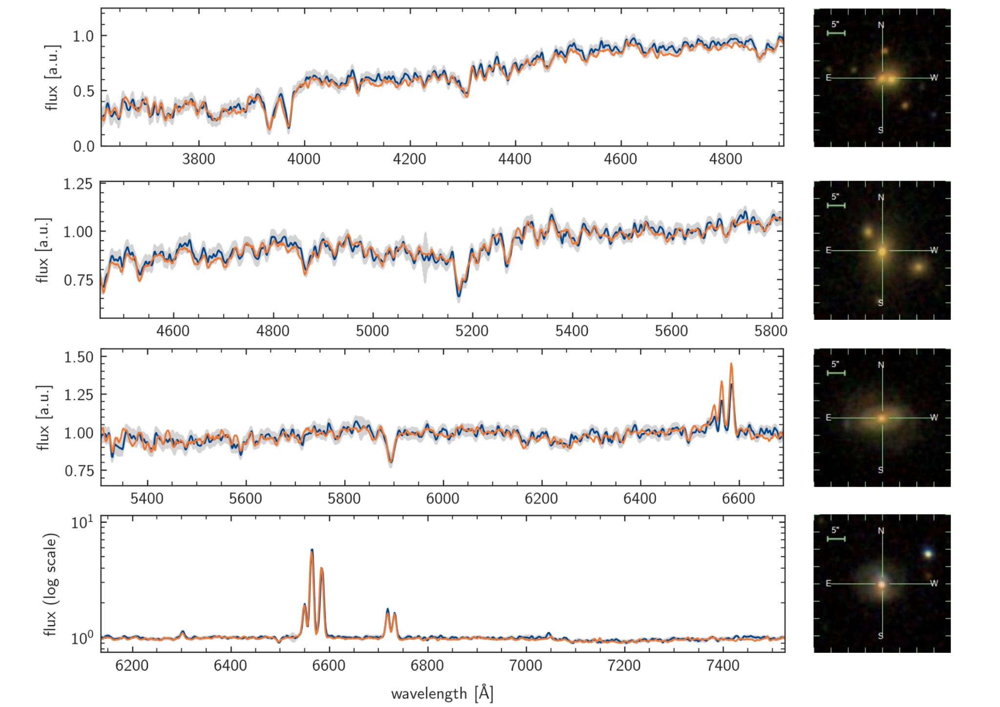 flux [a.u.]
1.0
0.5
0.0
3800 4000 4200 4400 4600 4800
5"
N
E W
S
flux [a.u.]
1.25
1.00
0.75
4600 4800 5000 5200 5400 5600 5800
5"
N
E W
S
flux [a.u.]
1.50
1.25
1.00
0.75
5400 5600 5800 6000 6200 6400 6600
5"
N
E W
S
flux (log scale)
10¹
10⁰
6200 6400 6600 6800 7000 7200 7400
wavelength [Å]
5"
N
E W
S